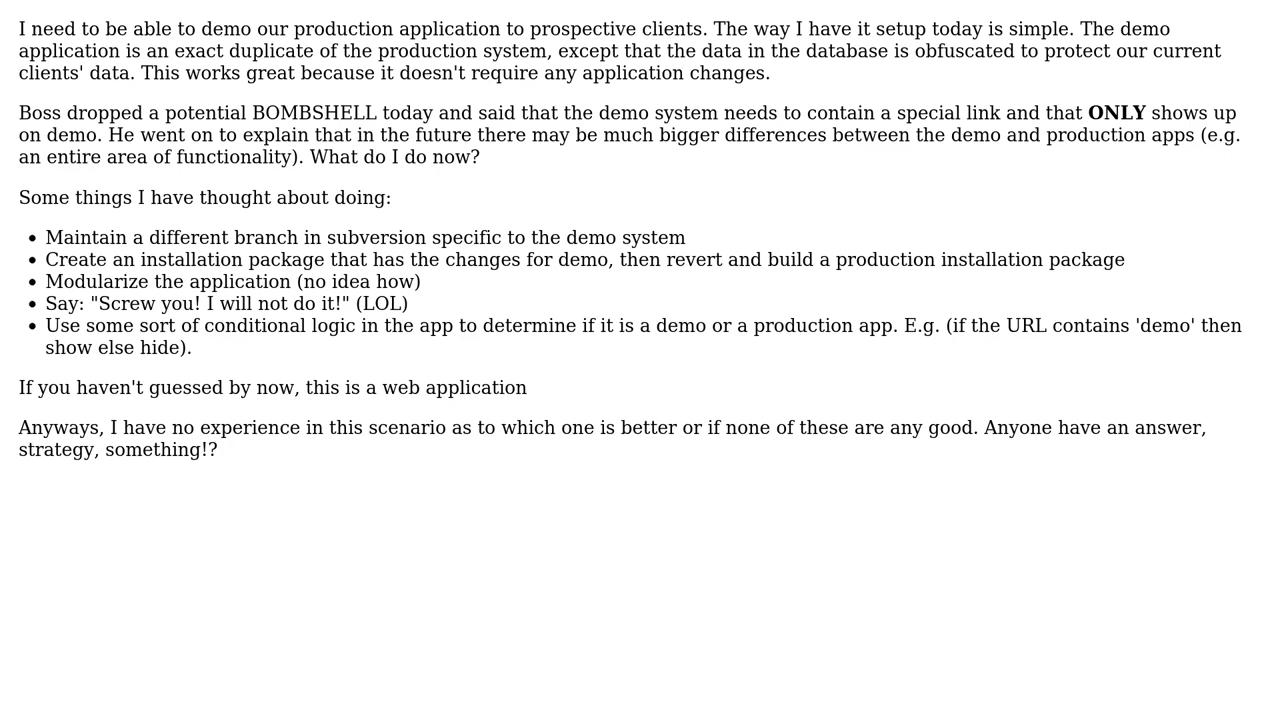 I need to be able to demo our production application to prospective clients. The way I have it setup today is simple. The demo
application is an exact duplicate of the production system, except that the data in the database is obfuscated to protect our current
clients' data. This works great because it doesn't require any application changes.
Boss dropped a potential BOMBSHELL today and said that the demo system needs to contain a special link and that ONLY shows up
on demo. He went on to explain that in the future there may be much bigger differences between the demo and production apps (e.g.
an entire area of functionality). What do I do now?
Some things I have thought about doing:
• Maintain a different branch in subversion specific to the demo system
• Create an installation package that has the changes for demo, then revert and build a production installation package
• Modularize the application (no idea how)
• Say: "Screw you! I will not do it!" (LOL)
• Use some sort of conditional logic in the app to determine if it is a demo or a production app. E.g. (if the URL contains 'demo' then
show else hide).
If you haven't guessed by now, this is a web application
Anyways, I have no experience in this scenario as to which one is better or if none of these are any good. Anyone have an answer,
strategy, something!?